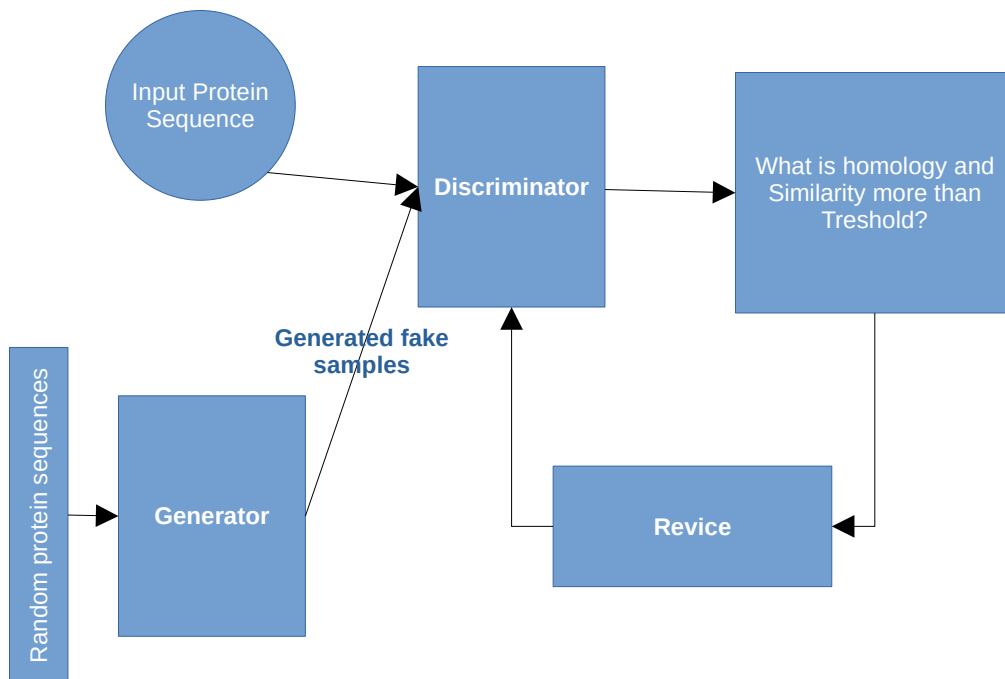 Input Protein
Sequence
Discriminator
What is homology and
Similarity more than
Treshold?
Generated fake
samples
Random protein sequences
Generator
Revice